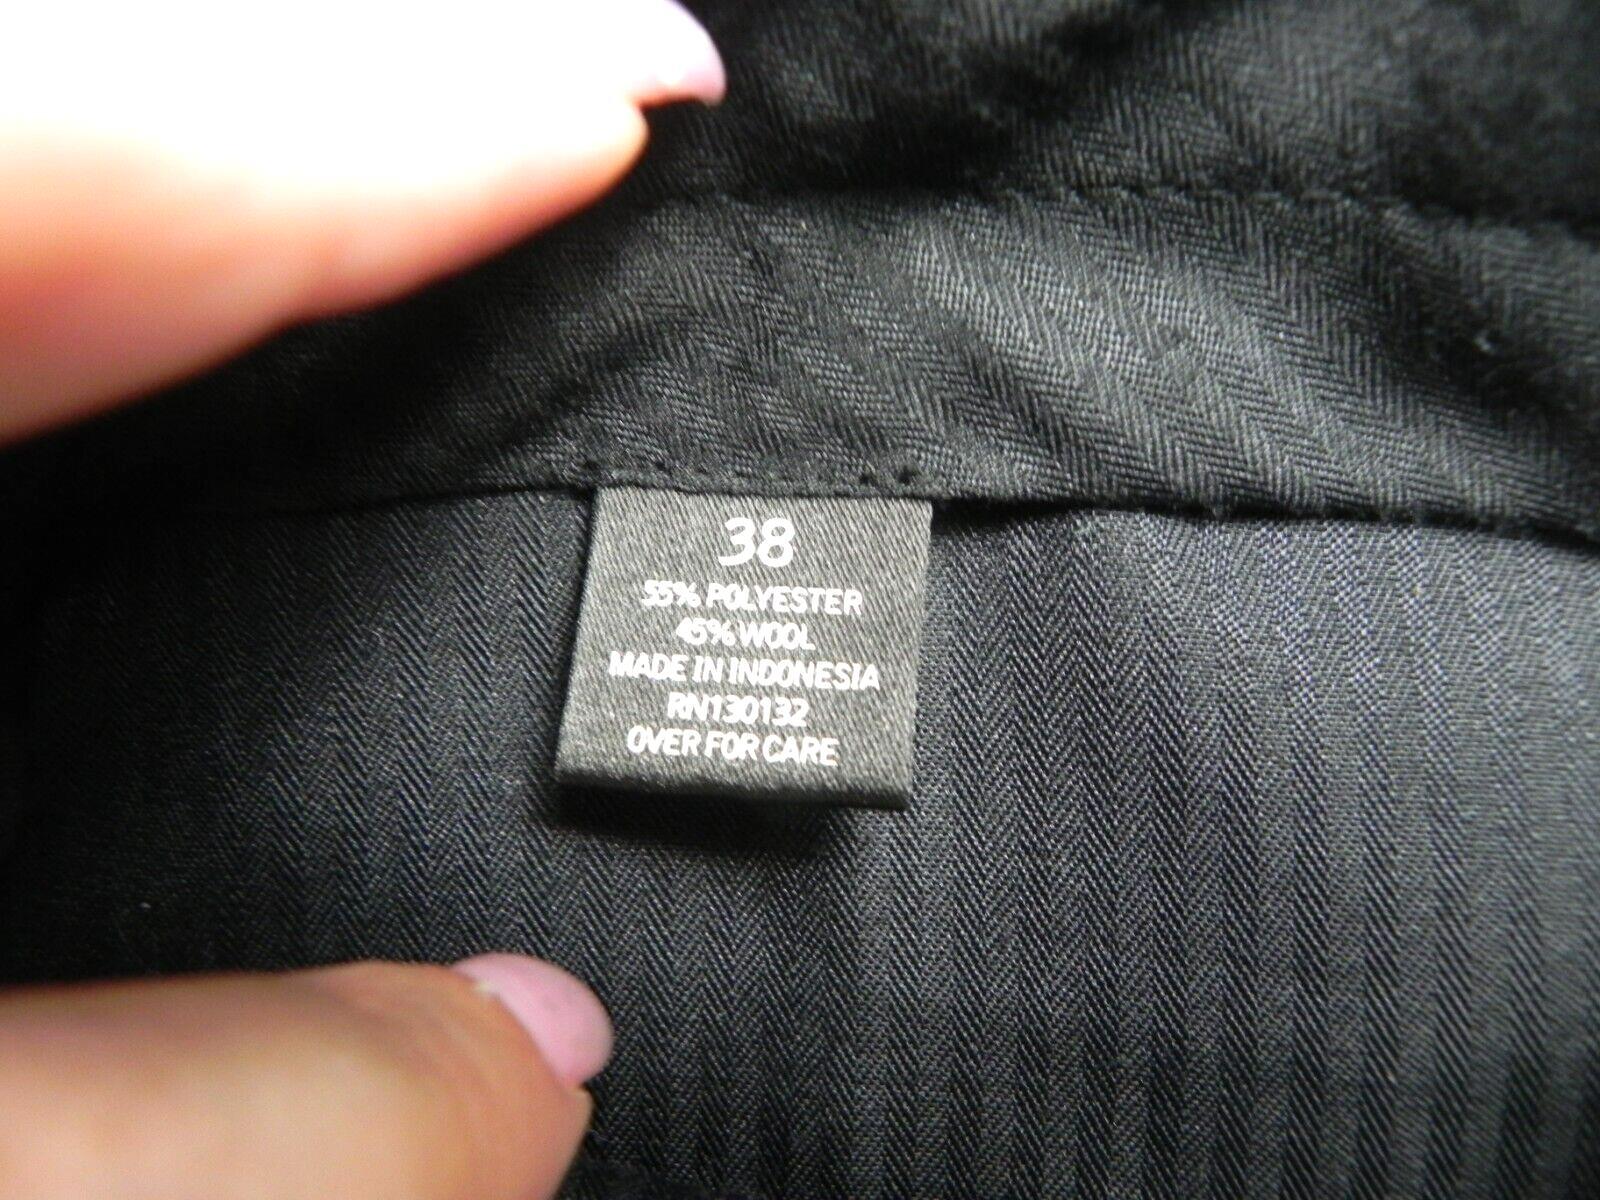 38
55% POLYESTER
45% WOOL
MADE IN INDONESIA
RN130132
OVER FOR CARE